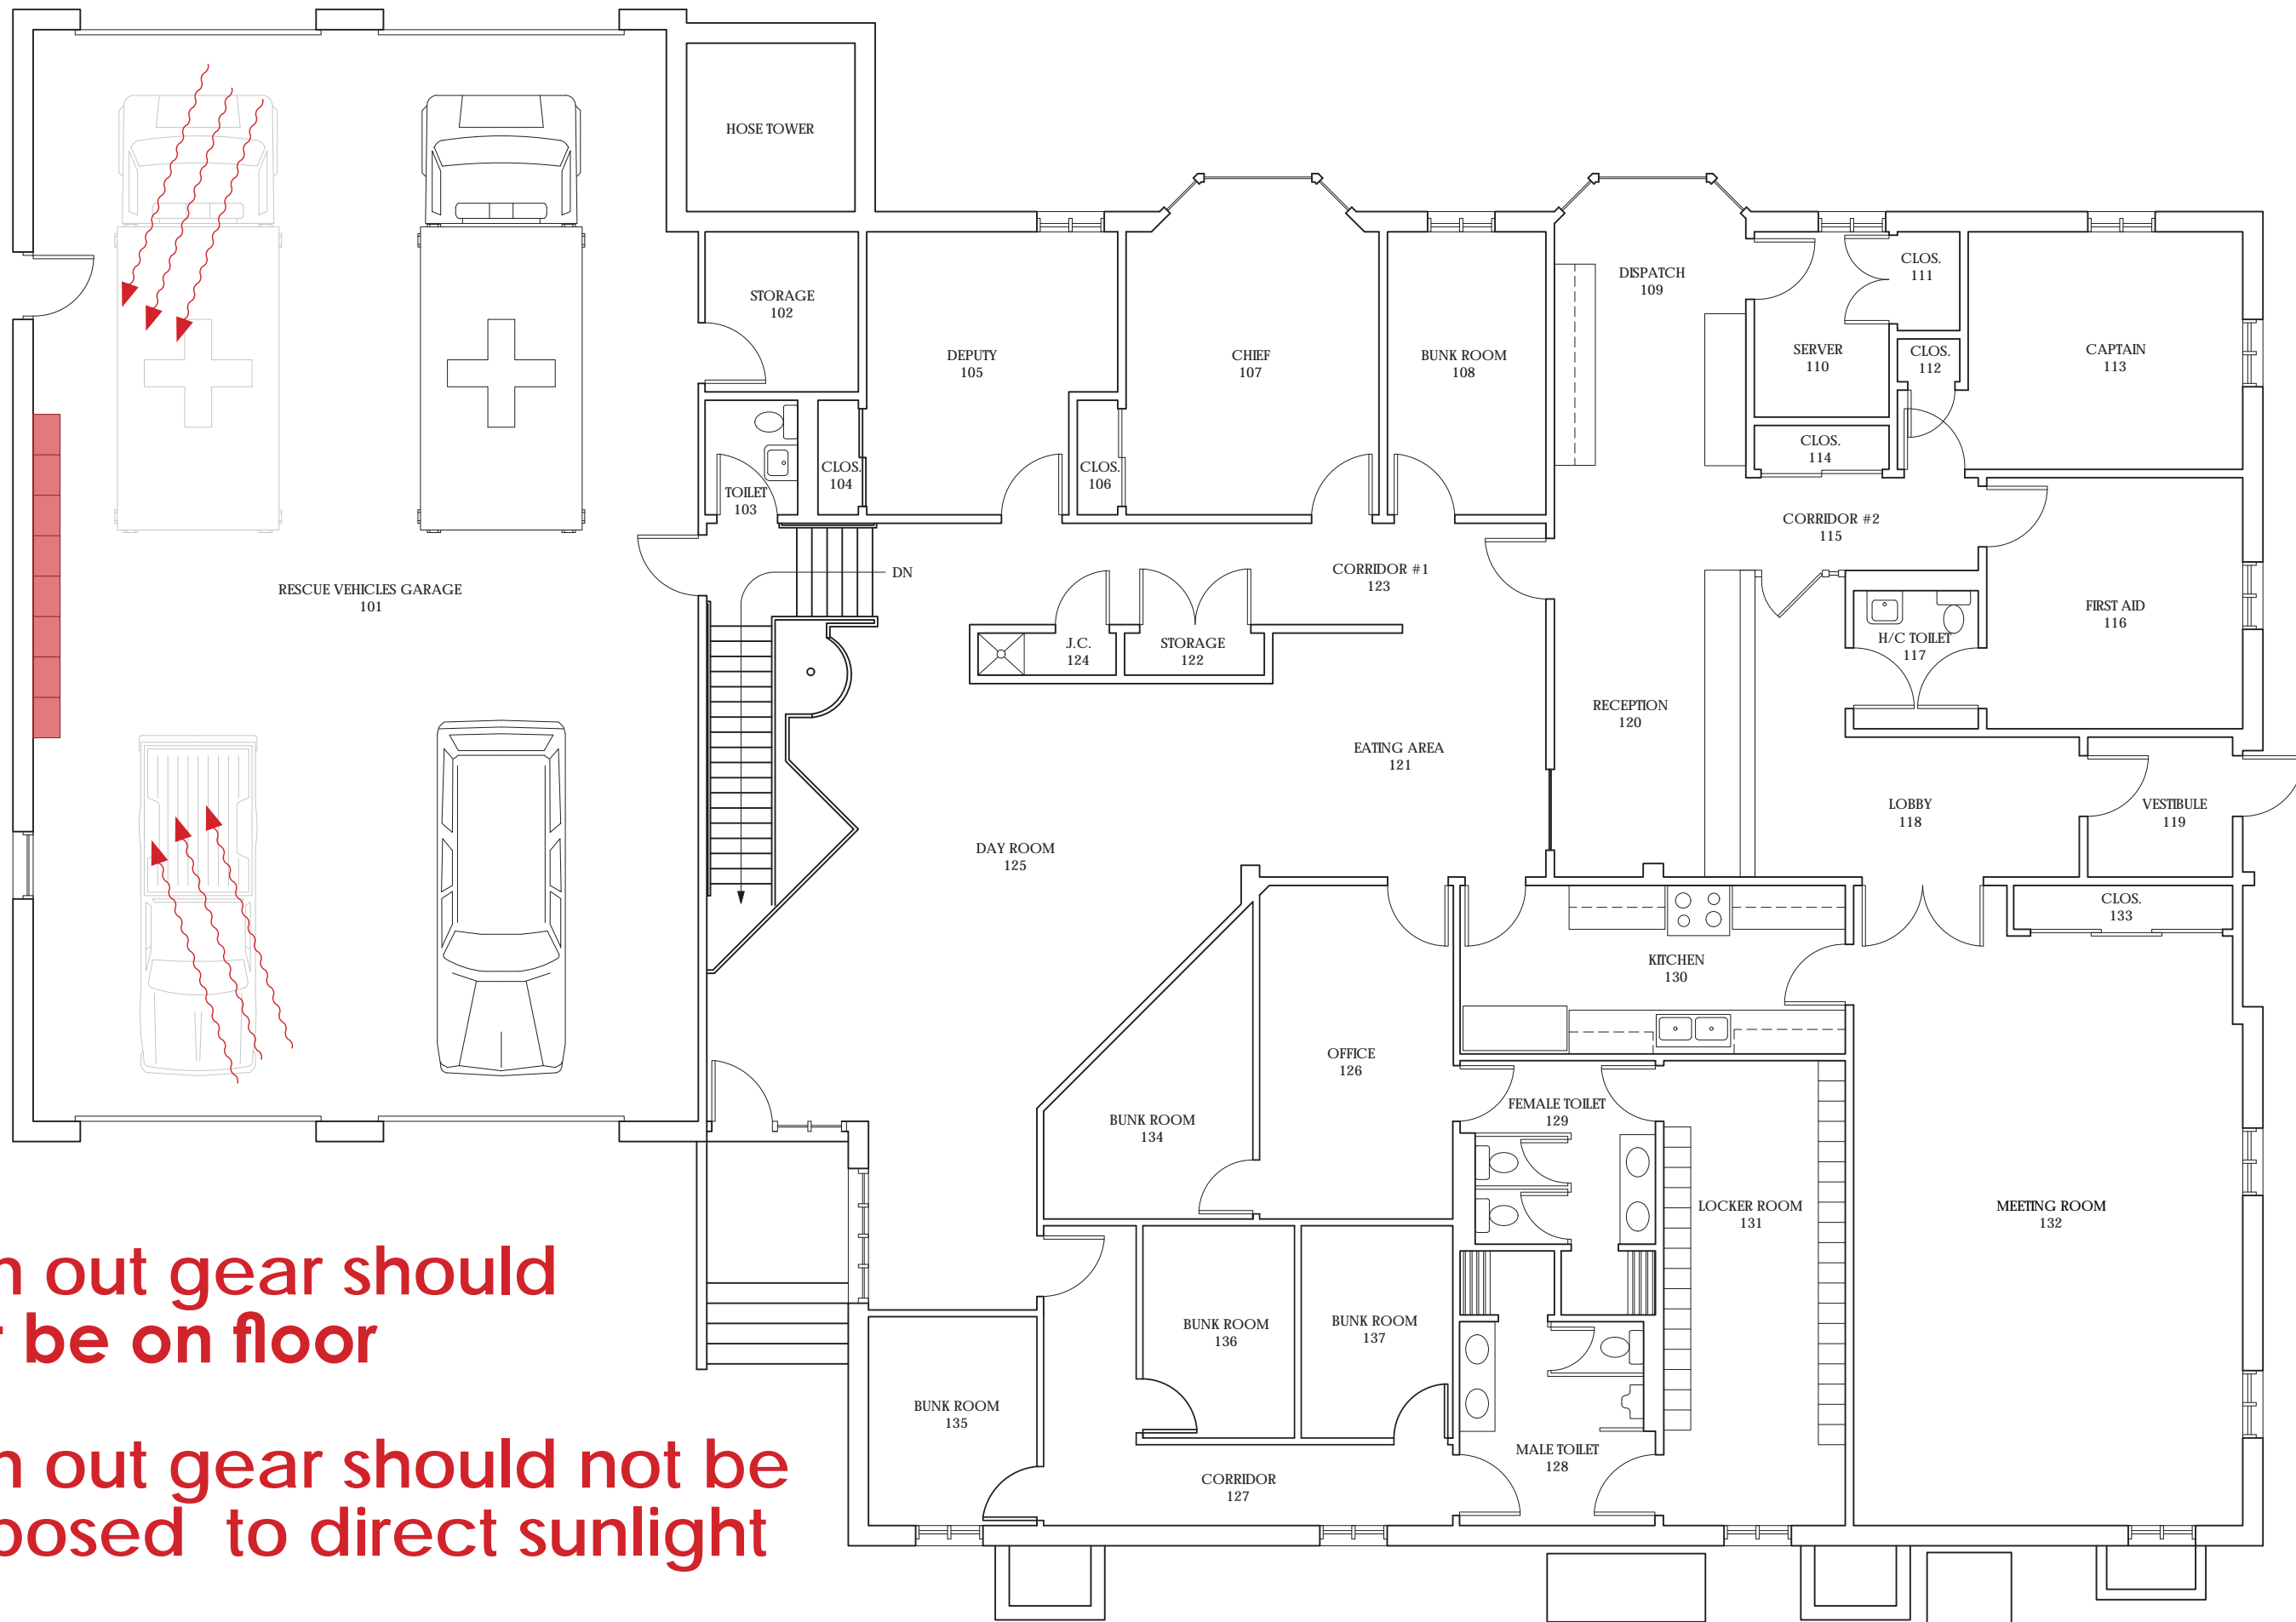 HOSE TOWER
STORAGE
102
DEPUTY
105
CHIEF
107
BUNK ROOM
108
DISPATCH
109
SERVER
110
CLOS.
111
CLOS.
112
CAPTAIN
113
CLOS.
114
TOILET
103
CLOS.
104
CLOS.
106
CORRIDOR #2
115
DN
CORRIDOR #1
123
RESCUE VEHICLES GARAGE
101
J.C.
124
STORAGE
122
H/C TOILET
117
FIRST AID
116
RECEPTION
120
EATING AREA
121
LOBBY
118
VESTIBULE
119
DAY ROOM
125
CLOS.
133
KITCHEN
130
OFFICE
126
BUNK ROOM
134
FEMALE TOILET
129
LOCKER ROOM
131
MEETING ROOM
132
BUNK ROOM
136
BUNK ROOM
137
BUNK ROOM
135
MALE TOILET
128
CORRIDOR
127
out gear should
be on floor
out gear should not be
to direct sunlight